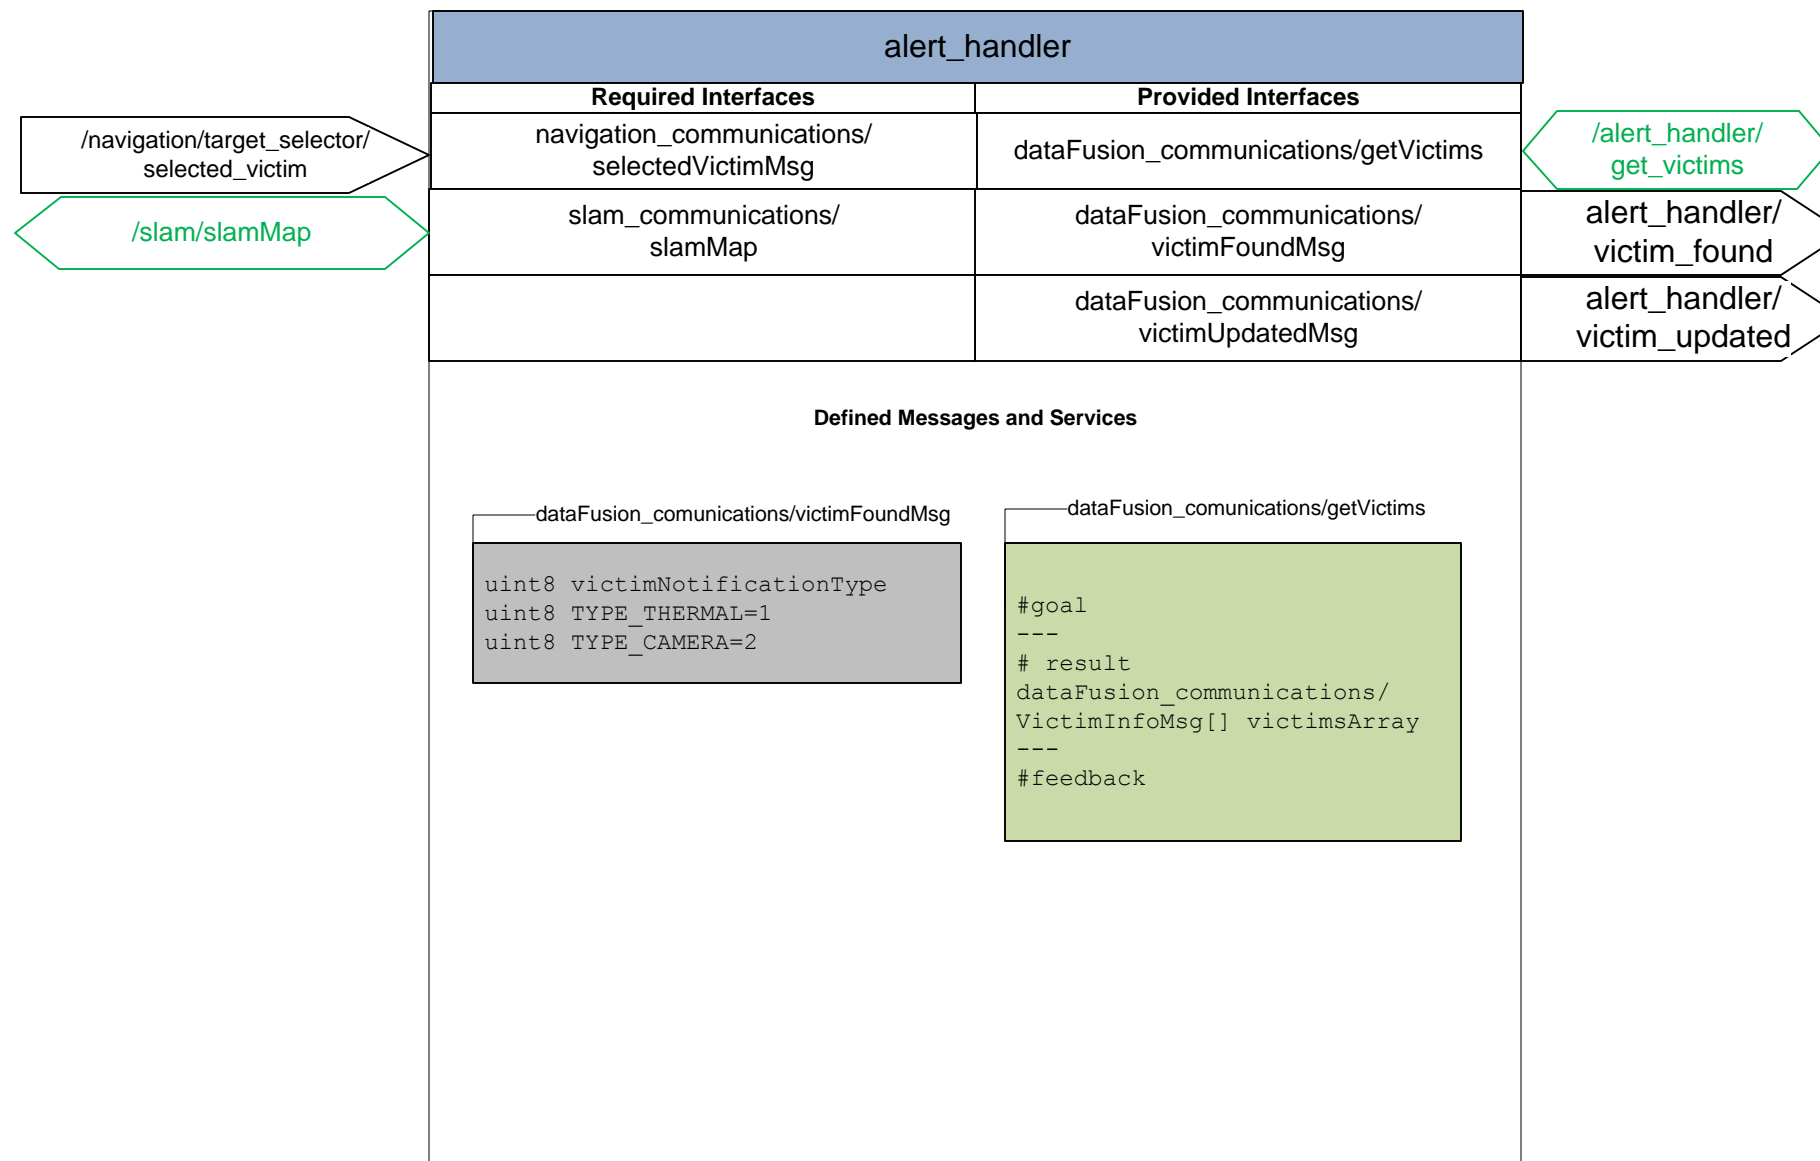 alert_handler
Required Interfaces
Provided Interfaces
/navigation/target_selector/
selected_victim
navigation_communications/
selectedVictimMsg
dataFusion_communications/getVictims
/alert_handler/
get_victims
/slam/slamMap
slam_communications/
slamMap
dataFusion_communications/
victimFoundMsg
alert_handler/
victim_found
dataFusion_communications/
victimUpdatedMsg
alert_handler/
victim_updated
Defined Messages and Services
dataFusion_comunications/victimFoundMsg
uint8 victimNotificationType
uint8 TYPE_THERMAL=1
uint8 TYPE_CAMERA=2
dataFusion_comunications/getVictims
#goal
---
# result
dataFusion_communications/
VictimInfoMsg[] victimsArray
---
#feedback